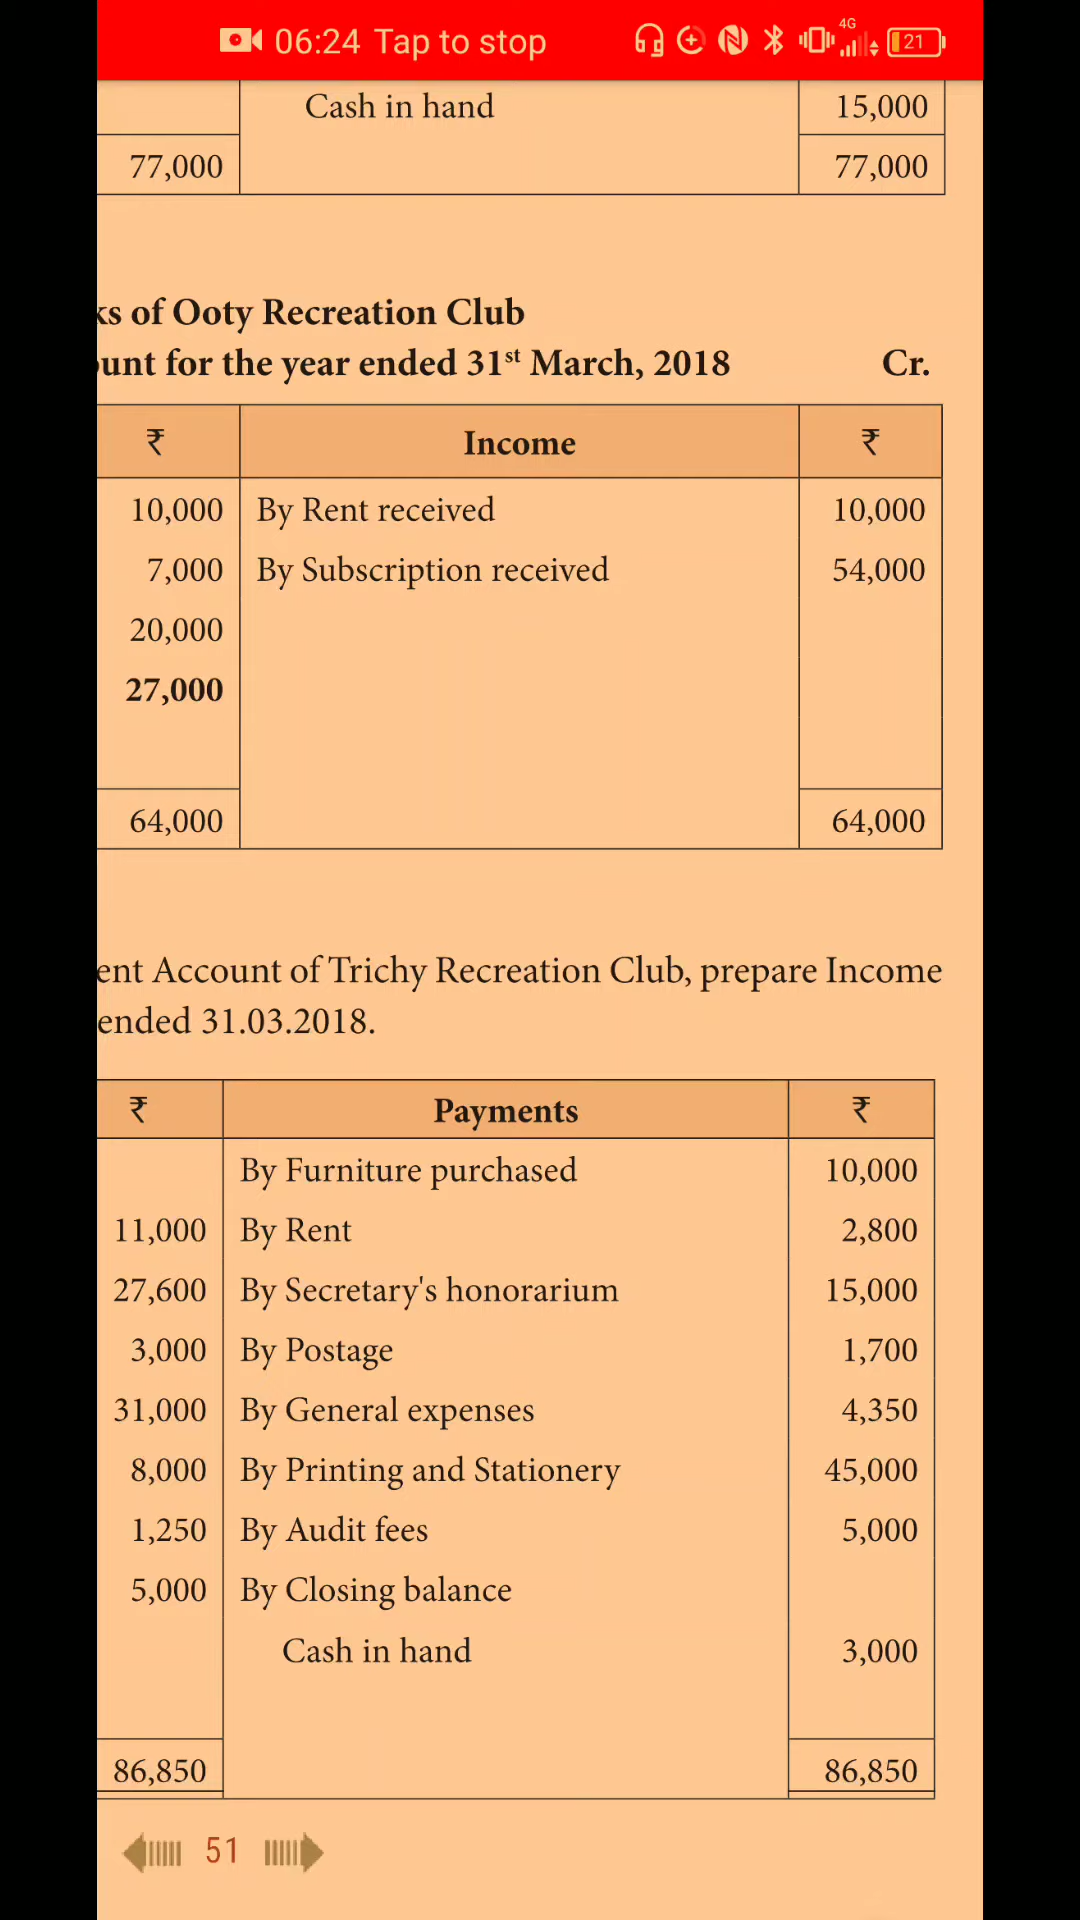 06:24 Tap to stop 4G 21
Cash in hand 15,000
77,000 77,000
ks of Ooty Recreation Club
unt for the year ended 31st March, 2018 Cr.
₹ Income ₹
10,000 By Rent received 10,000
7,000 By Subscription received 54,000
20,000
27,000
64,000 64,000
ent Account of Trichy Recreation Club, prepare Income
ended 31.03.2018.
₹ Payments ₹
By Furniture purchased 10,000
11,000 By Rent 2,800
27,600 By Secretary's honorarium 15,000
3,000 By Postage 1,700
31,000 By General expenses 4,350
8,000 By Printing and Stationery 45,000
1,250 By Audit fees 5,000
5,000 By Closing balance
Cash in hand 3,000
86,850 86,850
51